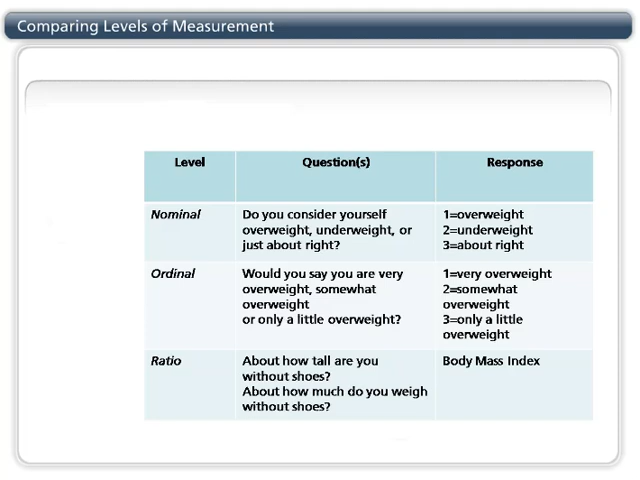 Comparing Levels of Measurement
Level
Question(s)
Response
Nominal
Do you consider yourself
overweight, underweight, or
just about right?
1=overweight
2=underweight
3=about right
Ordinal
Would you say you are very
overweight, somewhat
overweight
or only a little overweight?
1=very overweight
2=somewhat
overweight
3=only a little
overweight
Ratio
About how tall are you
without shoes?
About how much do you weigh
without shoes?
Body Mass Index